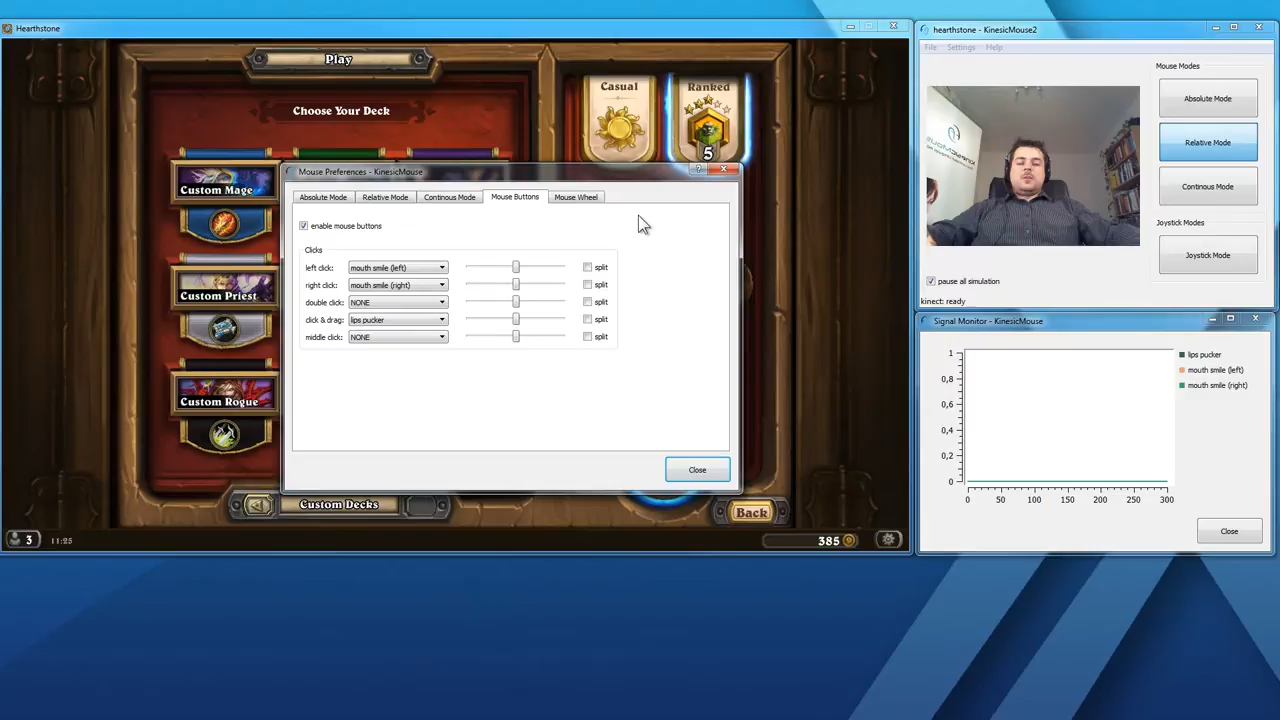 Hearthstone
Play
Choose Your Deck
Casual
Ranked
5
Custom Mage
Custom Priest
Custom Rogue
Custom Decks
Back
3
11:25
385
Mouse Preferences - KinesicMouse
?
Absolute Mode
Relative Mode
Continous Mode
Mouse Buttons
Mouse Wheel
enable mouse buttons
Clicks
left click: mouth smile (left) split
right click: mouth smile (right) split
double click: NONE split
click & drag: lips pucker split
middle click: NONE split
Close
hearthstone - KinesicMouse2
File Settings Help
Mouse Modes
Absolute Mode
Relative Mode
Continous Mode
Joystick Modes
Joystick Mode
pause all simulation
kinect: ready
Signal Monitor - KinesicMouse
1
0,8
0,6
0,4
0,2
0
0 50 100 150 200 250 300
lips pucker
mouth smile (left)
mouth smile (right)
Close